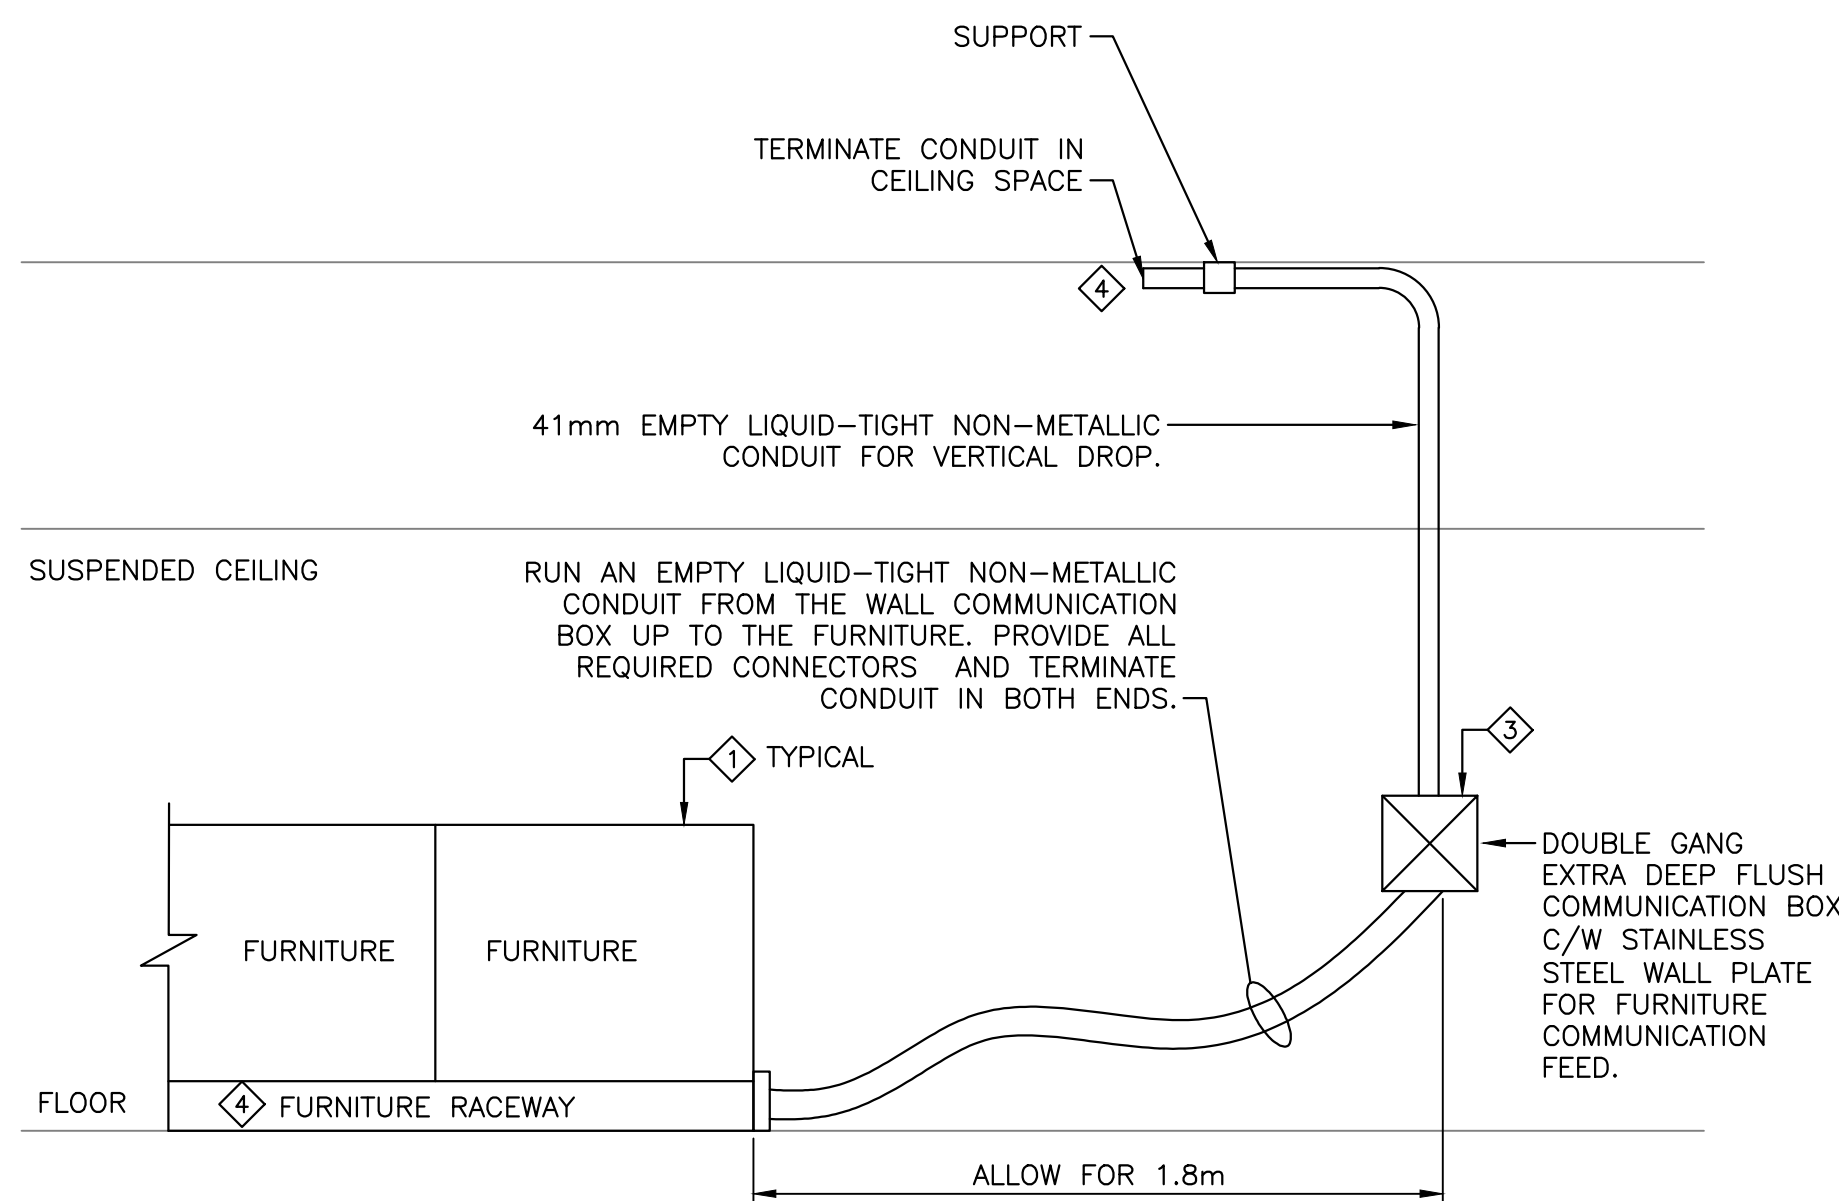 SUPPORT
TERMINATE CONDUIT IN
CEILING SPACE
4
41mm EMPTY LIQUID-TIGHT NON-METALLIC
CONDUIT FOR VERTICAL DROP.
SUSPENDED CEILING
RUN AN EMPTY LIQUID-TIGHT NON-METALLIC
CONDUIT FROM THE WALL COMMUNICATION
BOX UP TO THE FURNITURE. PROVIDE ALL
REQUIRED CONNECTORS AND TERMINATE
CONDUIT IN BOTH ENDS.
3
1 TYPICAL
DOUBLE GANG
EXTRA DEEP FLUSH
COMMUNICATION BOX
C/W STAINLESS
STEEL WALL PLATE
FOR FURNITURE
COMMUNICATION
FEED.
FURNITURE
FURNITURE
FLOOR
4 FURNITURE RACEWAY
ALLOW FOR 1.8m